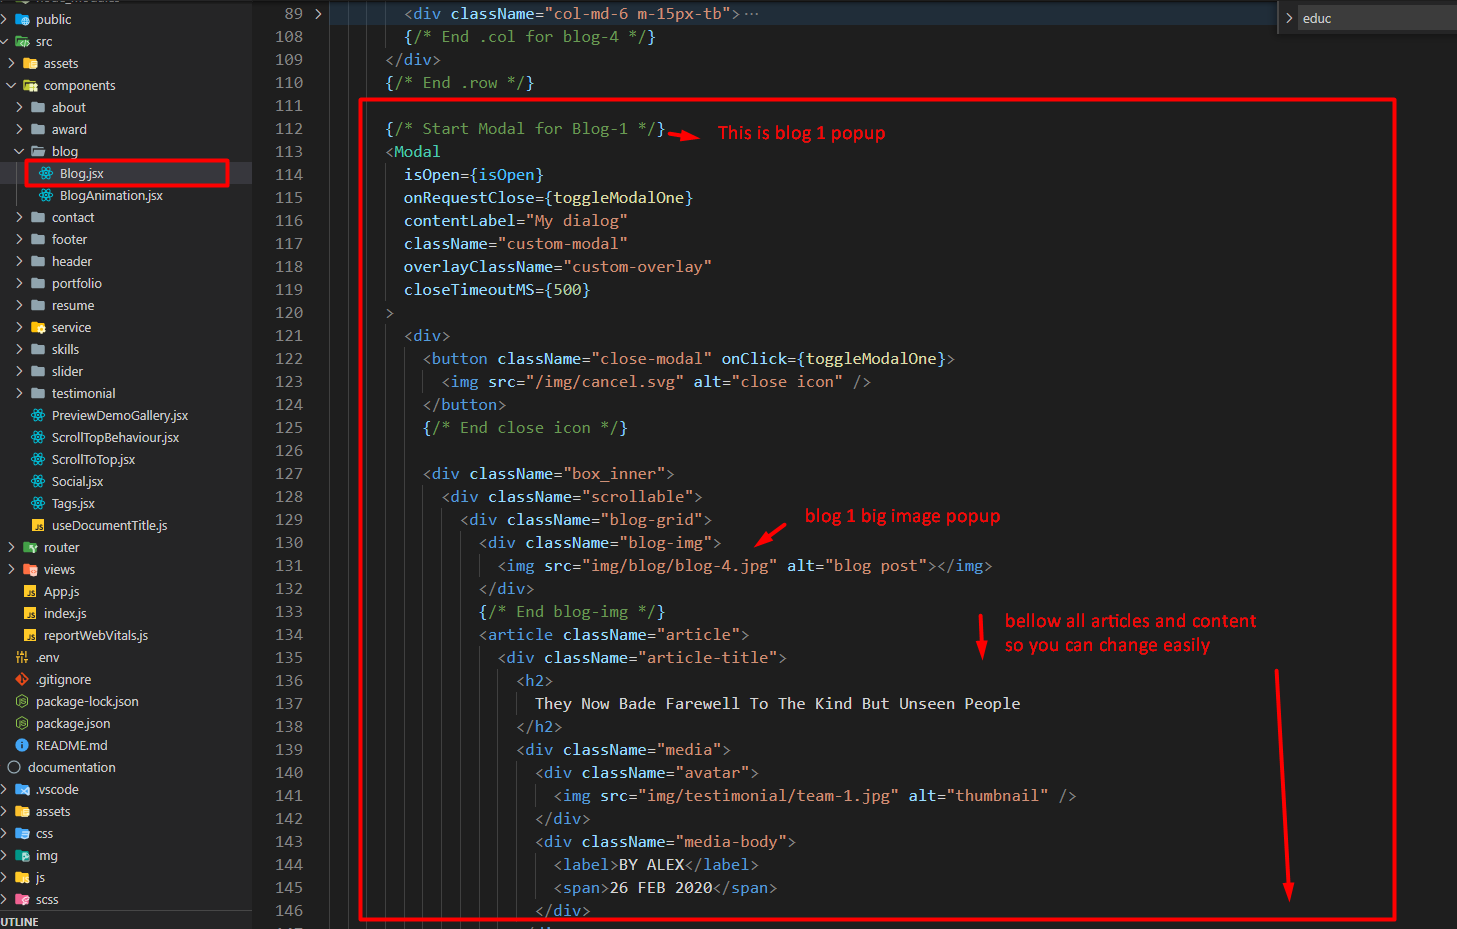 public
src
assets
components
about
award
blog
Blog.jsx
BlogAnimation.jsx
contact
footer
header
portfolio
resume
service
skills
slider
testimonial
PreviewDemoGallery.jsx
ScrollTopBehaviour.jsx
ScrollToTop.jsx
Social.jsx
Tags.jsx
useDocumentTitle.js
router
views
App.js
index.js
reportWebVitals.js
.env
.gitignore
package-lock.json
package.json
README.md
documentation
.vscode
assets
css
img
js
scss
UTLINE
89 <div className="col-md-6 m-15px-tb">···
108 {/* End .col for blog-4 */}
109 </div>
110 {/* End .row */}
111
112 {/* Start Modal for Blog-1 */} This is blog 1 popup
113 <Modal
114 isOpen={isOpen}
115 onRequestClose={toggleModalOne}
116 contentLabel="My dialog"
117 className="custom-modal"
118 overlayClassName="custom-overlay"
119 closeTimeoutMS={500}
120 >
121 <div>
122 <button className="close-modal" onClick={toggleModalOne}>
123 <img src="/img/cancel.svg" alt="close icon" />
124 </button>
125 {/* End close icon */}
126
127 <div className="box_inner">
128 <div className="scrollable">
129 <div className="blog-grid"> blog 1 big image popup
130 <div className="blog-img">
131 <img src="img/blog/blog-4.jpg" alt="blog post"></img>
132 </div>
133 {/* End blog-img */} bellow all articles and content
134 <article className="article"> so you can change easily
135 <div className="article-title">
136 <h2>
137 They Now Bade Farewell To The Kind But Unseen People
138 </h2>
139 <div className="media">
140 <div className="avatar">
141 <img src="img/testimonial/team-1.jpg" alt="thumbnail" />
142 </div>
143 <div className="media-body">
144 <label>BY ALEX</label>
145 <span>26 FEB 2020</span>
146 </div>
educ